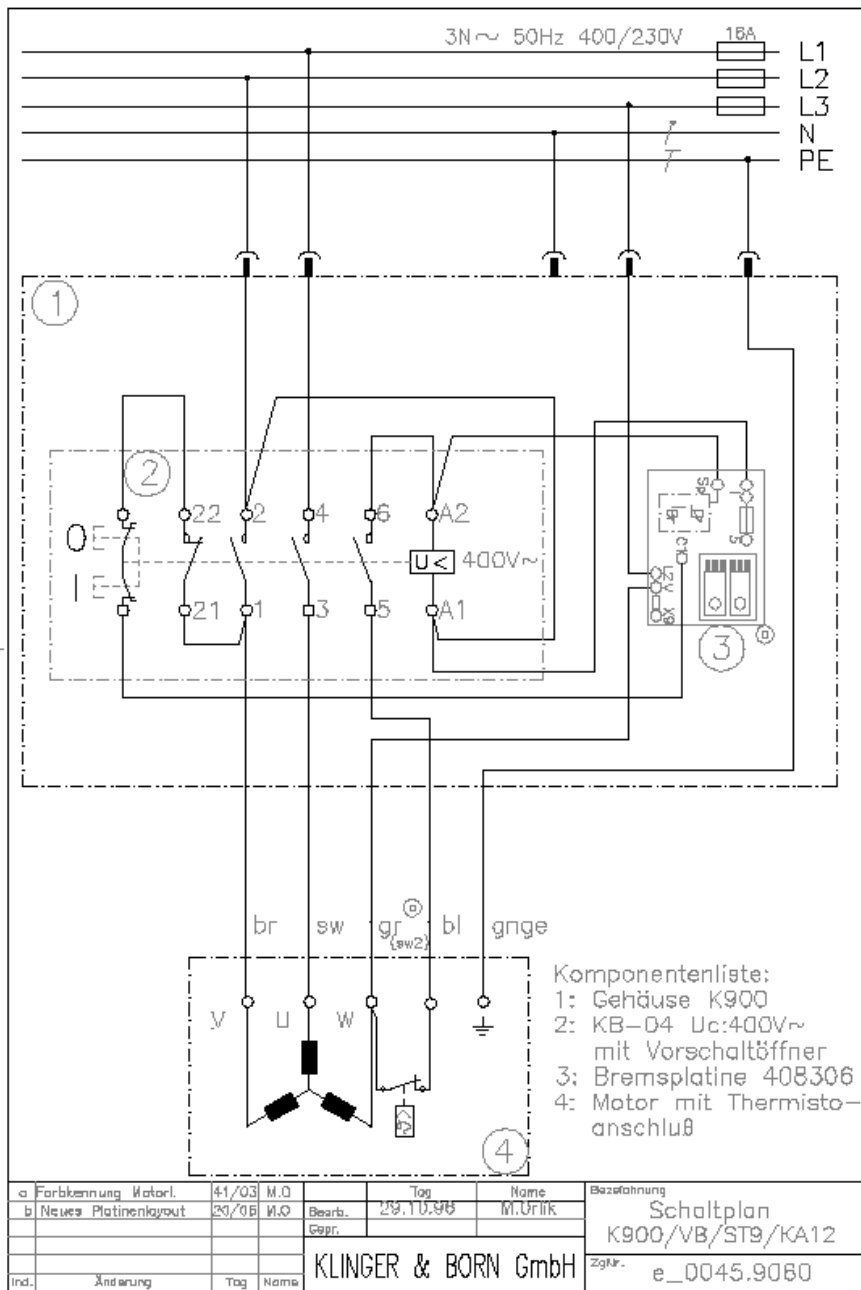 3N~ 50Hz 400/230V
16A
L1
L2
L3
N
PE
1
2
22
2
4
6
A2
0
U<
400V~
I
21
1
3
5
A1
Sp
3
br
sw
gr
{sw2}
bl
gnge
V
U
W
4
Komponentenliste:
1: Gehäuse K900
2: KB-04 Uc:400V~
mit Vorschaltöffner
3: Bremsplatine 408306
4: Motor mit Thermisto-
anschluß
a Farbkennung Motorl. 41/03 M.O
b Neues Platinenlayout 20/06 M.O
Tag Name
Bearb. 29.10.96 M.Urlik
Gepr.
Ind. Änderung Tag Name
KLINGER & BORN GmbH
Bezeichnung
Schaltplan
K900/VB/ST9/KA12
ZgNr. e_0045.9060